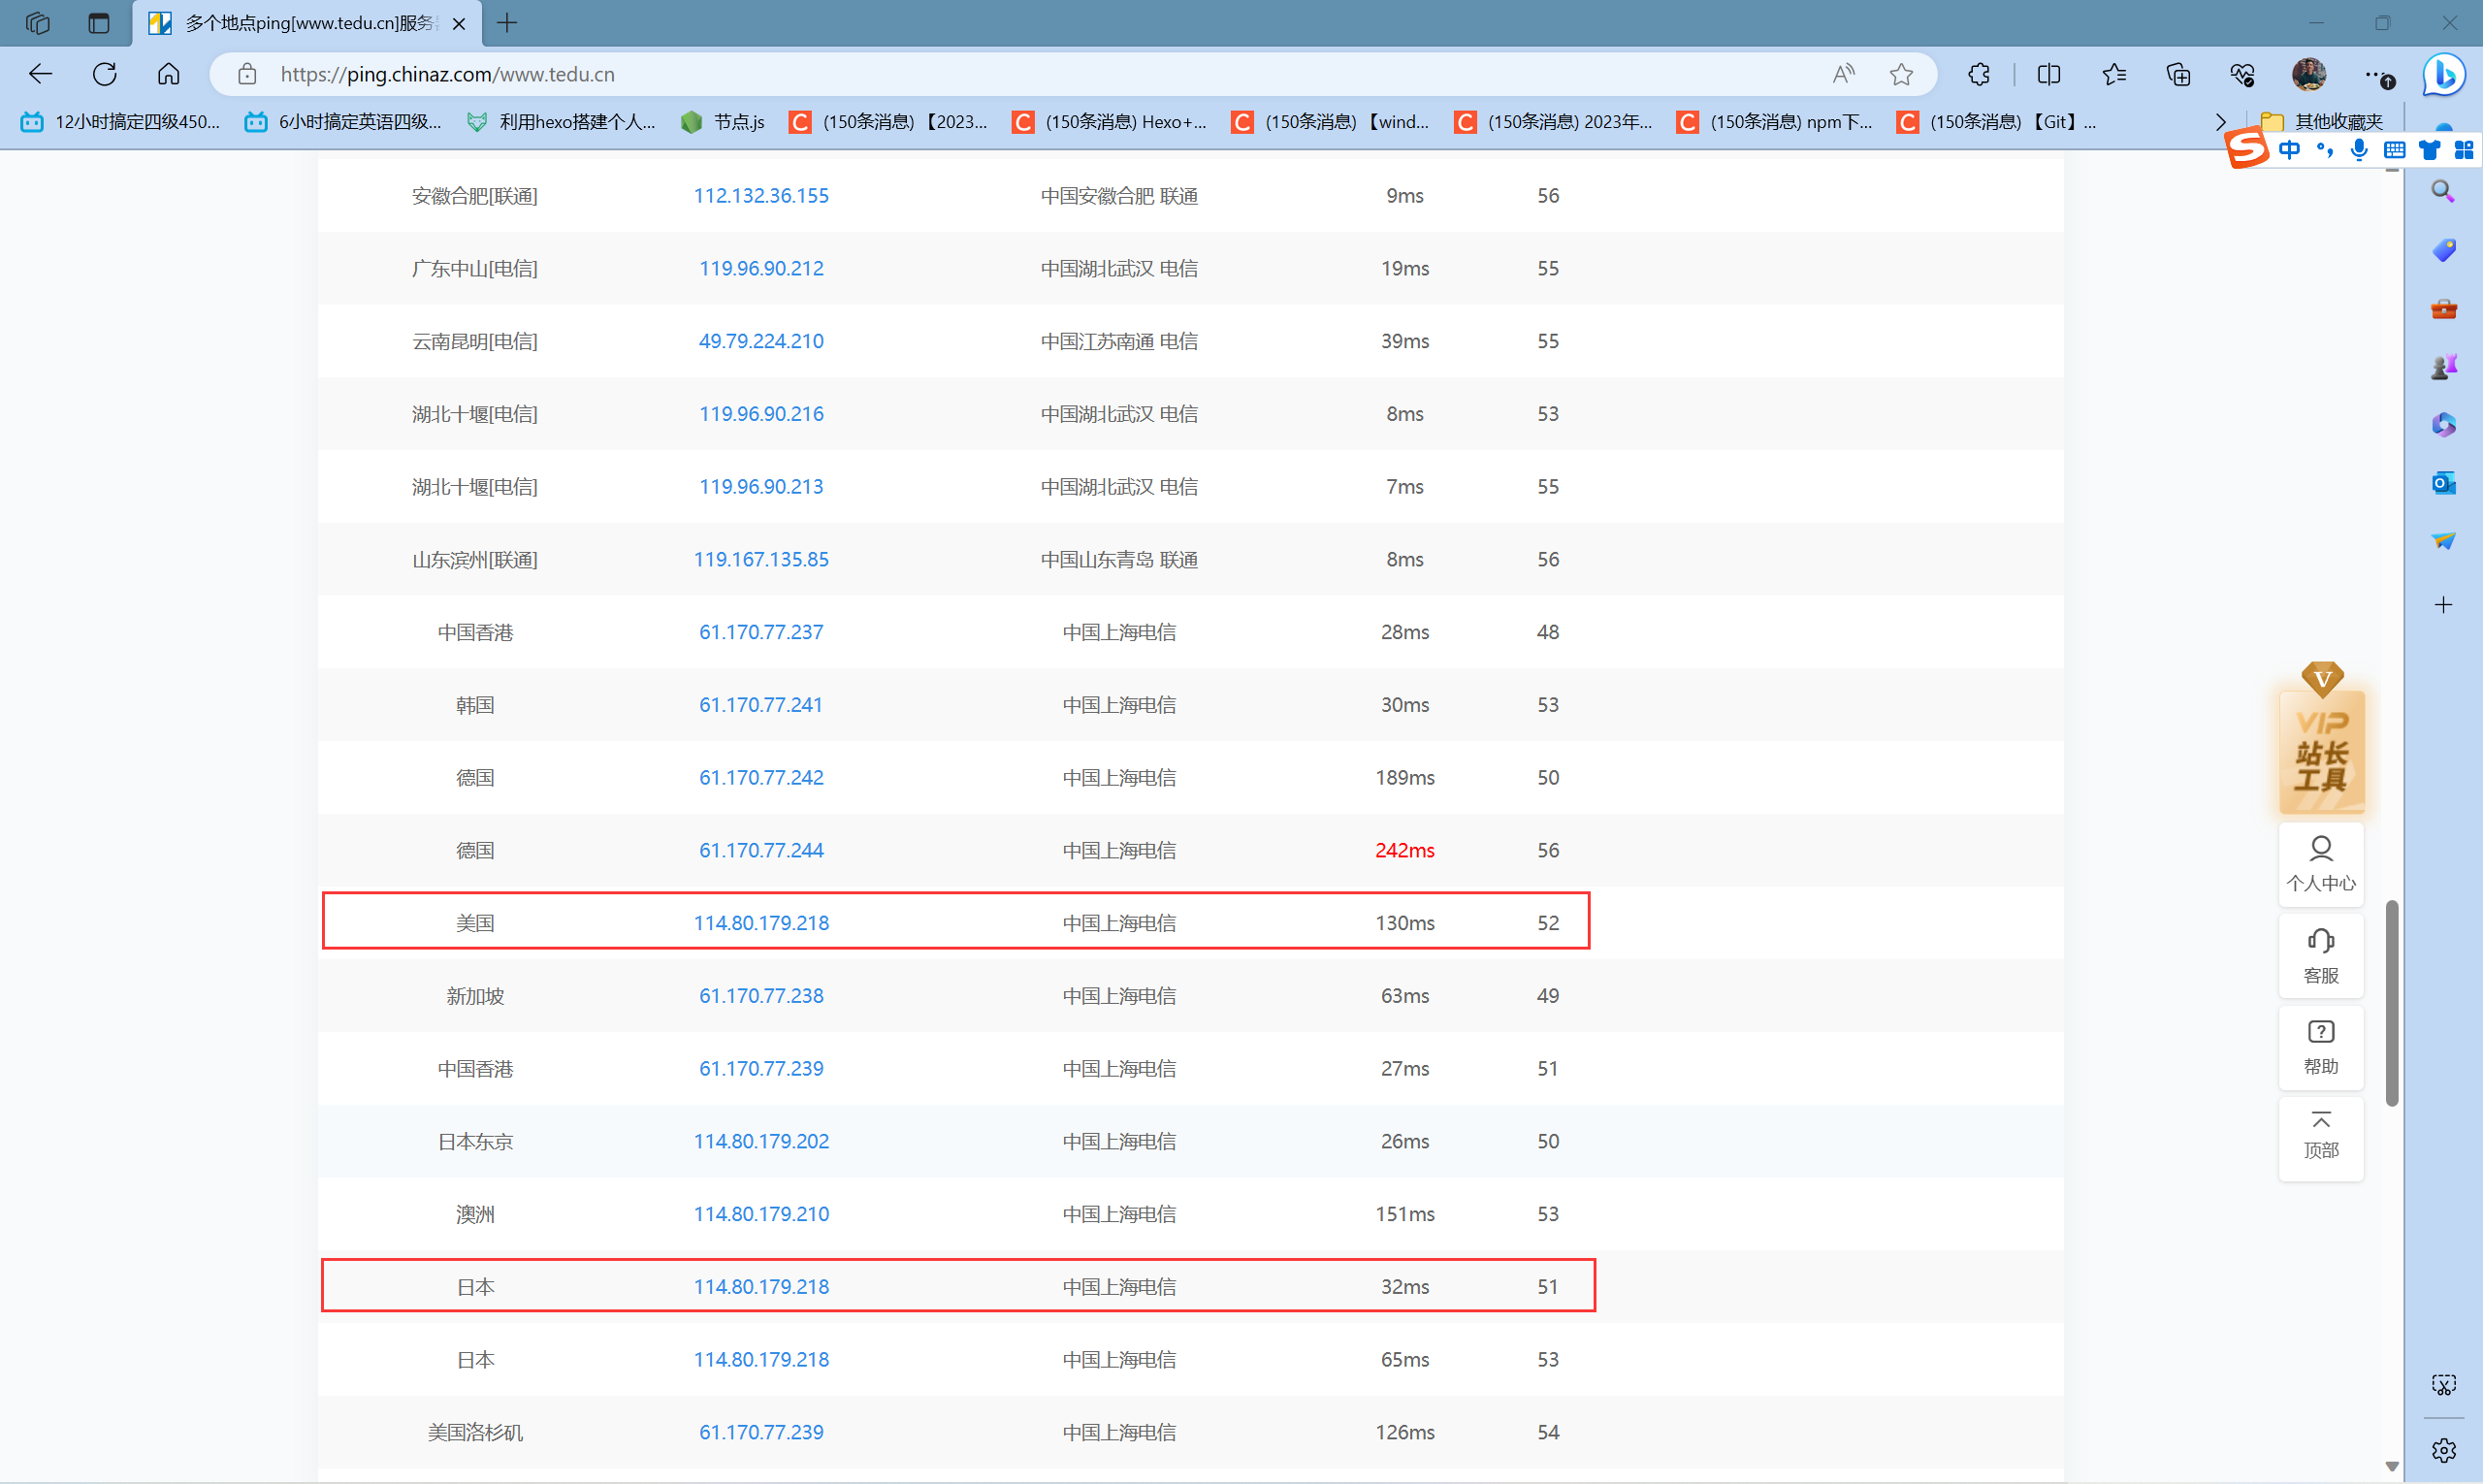 多个地点ping[www.tedu.cn]服务
https://ping.chinaz.com/www.tedu.cn
12小时搞定四级450... 6小时搞定英语四级... 利用hexo搭建个人... 节点.js (150条消息) 【2023... (150条消息) Hexo+... (150条消息) 【wind... (150条消息) 2023年... (150条消息) npm下... (150条消息) 【Git】... 其他收藏夹
中
安徽合肥[联通] 112.132.36.155 中国安徽合肥 联通 9ms 56
广东中山[电信] 119.96.90.212 中国湖北武汉 电信 19ms 55
云南昆明[电信] 49.79.224.210 中国江苏南通 电信 39ms 55
湖北十堰[电信] 119.96.90.216 中国湖北武汉 电信 8ms 53
湖北十堰[电信] 119.96.90.213 中国湖北武汉 电信 7ms 55
山东滨州[联通] 119.167.135.85 中国山东青岛 联通 8ms 56
中国香港 61.170.77.237 中国上海电信 28ms 48
韩国 61.170.77.241 中国上海电信 30ms 53
德国 61.170.77.242 中国上海电信 189ms 50
德国 61.170.77.244 中国上海电信 242ms 56
美国 114.80.179.218 中国上海电信 130ms 52
新加坡 61.170.77.238 中国上海电信 63ms 49
中国香港 61.170.77.239 中国上海电信 27ms 51
日本东京 114.80.179.202 中国上海电信 26ms 50
澳洲 114.80.179.210 中国上海电信 151ms 53
日本 114.80.179.218 中国上海电信 32ms 51
日本 114.80.179.218 中国上海电信 65ms 53
美国洛杉矶 61.170.77.239 中国上海电信 126ms 54
V
VIP
站长
工具
个人中心
客服
帮助
顶部